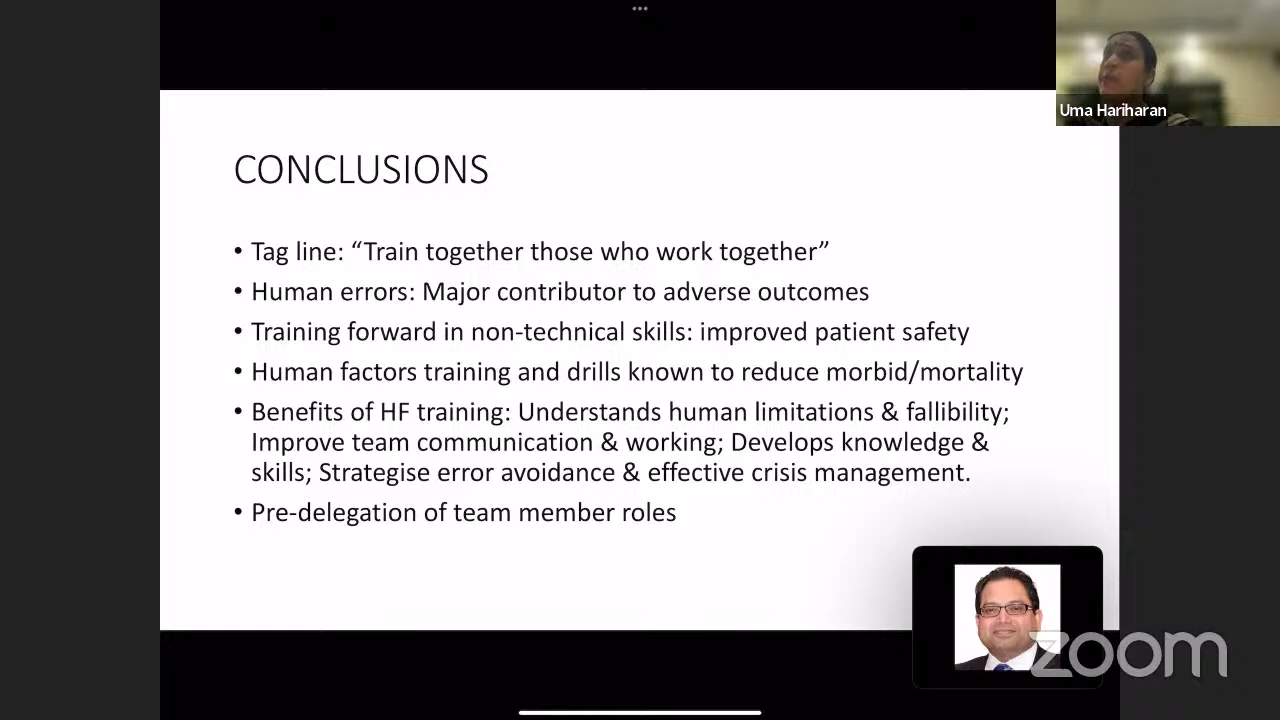 Uma Hariharan
CONCLUSIONS
• Tag line: “Train together those who work together”
• Human errors: Major contributor to adverse outcomes
• Training forward in non-technical skills: improved patient safety
• Human factors training and drills known to reduce morbid/mortality
• Benefits of HF training: Understands human limitations & fallibility;
Improve team communication & working; Develops knowledge &
skills; Strategise error avoidance & effective crisis management.
• Pre-delegation of team member roles
zoom